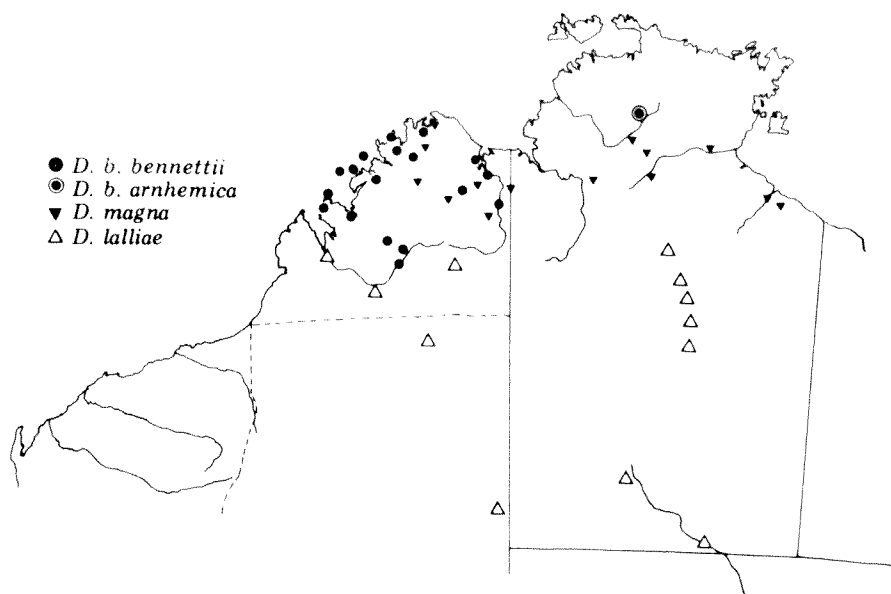 D. b. bennettii
D. b. arnhemica
D. magna
D. lalliae